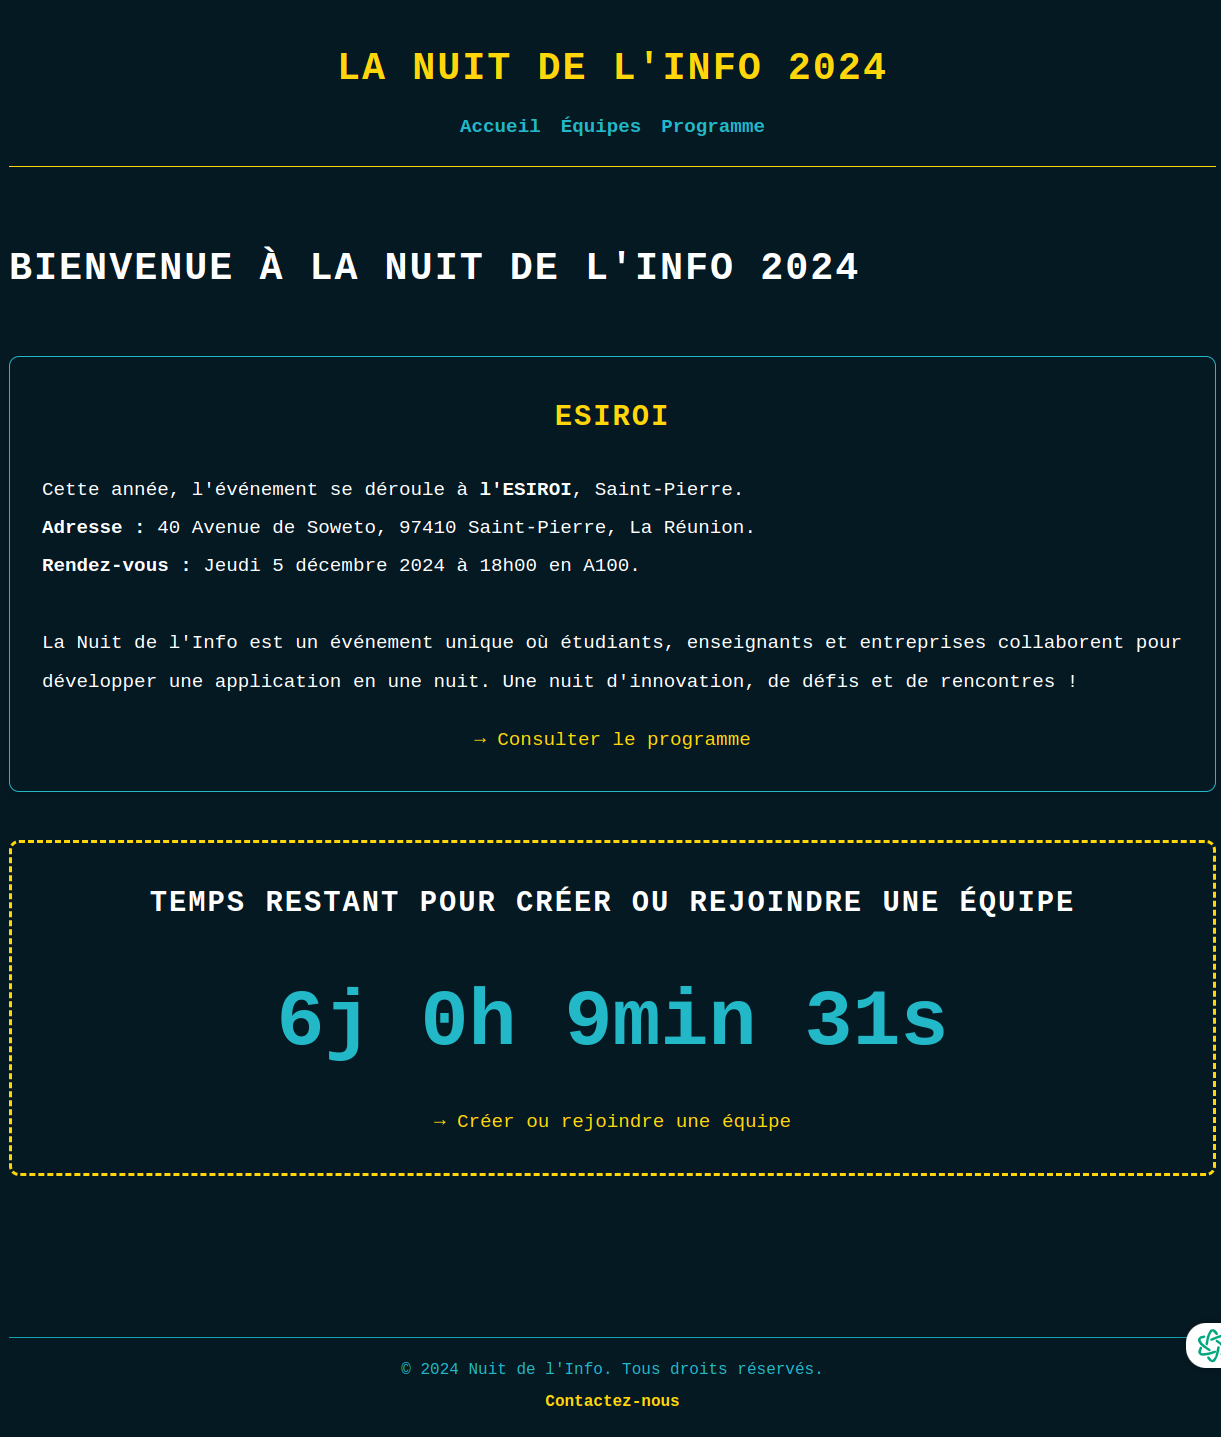 LA NUIT DE L'INFO 2024
Accueil Équipes Programme
BIENVENUE À LA NUIT DE L'INFO 2024
ESIROI
Cette année, l'événement se déroule à l'ESIROI, Saint-Pierre.
Adresse : 40 Avenue de Soweto, 97410 Saint-Pierre, La Réunion.
Rendez-vous : Jeudi 5 décembre 2024 à 18h00 en A100.
La Nuit de l'Info est un événement unique où étudiants, enseignants et entreprises collaborent pour
développer une application en une nuit. Une nuit d'innovation, de défis et de rencontres !
→ Consulter le programme
TEMPS RESTANT POUR CRÉER OU REJOINDRE UNE ÉQUIPE
6j 0h 9min 31s
→ Créer ou rejoindre une équipe
© 2024 Nuit de l'Info. Tous droits réservés.
Contactez-nous